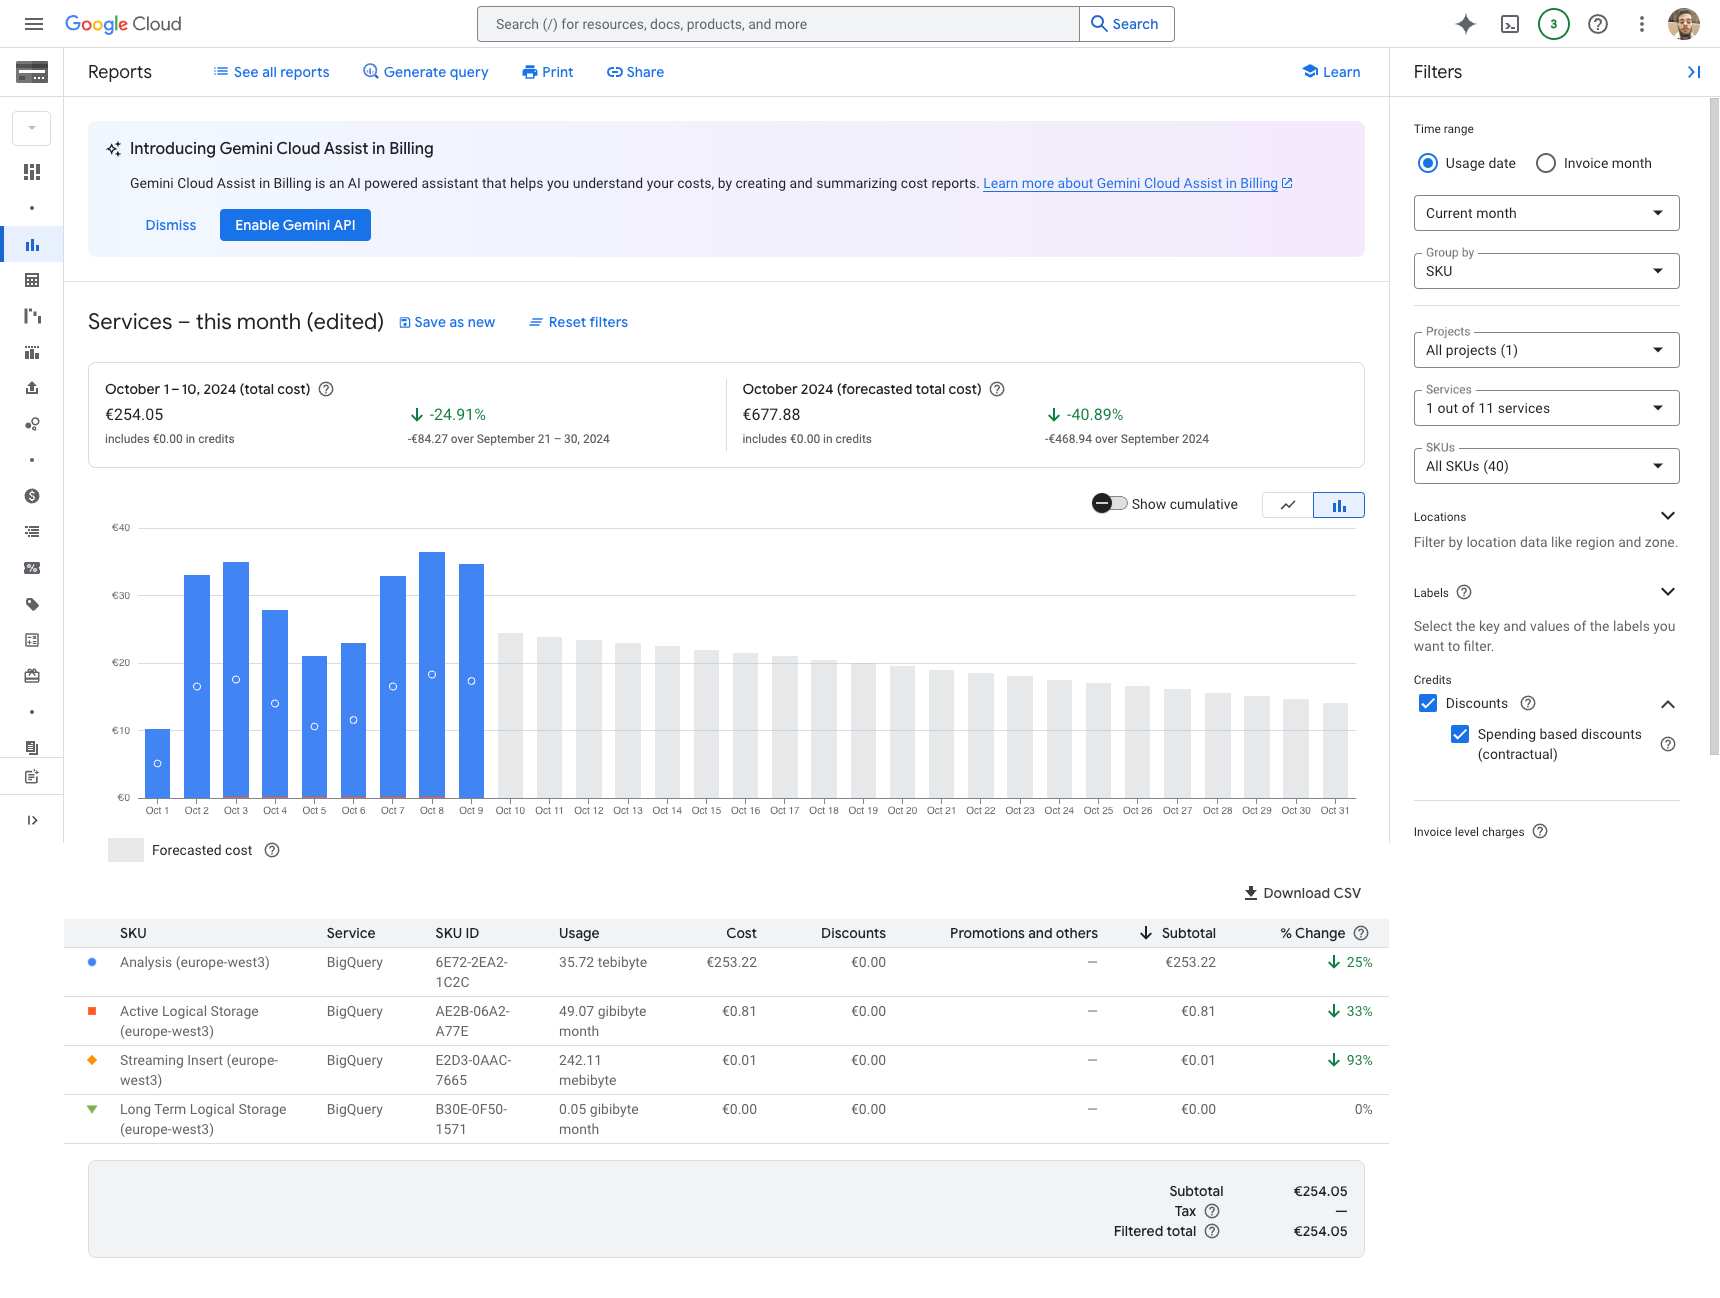 Google Cloud
Search (/) for resources, docs, products, and more
Search
3
Reports
See all reports
Generate query
Print
Share
Learn
Introducing Gemini Cloud Assist in Billing
Gemini Cloud Assist in Billing is an AI powered assistant that helps you understand your costs, by creating and summarizing cost reports. Learn more about Gemini Cloud Assist in Billing
Dismiss
Enable Gemini API
Services – this month (edited)
Save as new
Reset filters
October 1 – 10, 2024 (total cost)
€254.05
-24.91%
includes €0.00 in credits
-€84.27 over September 21 – 30, 2024
October 2024 (forecasted total cost)
€677.88
-40.89%
includes €0.00 in credits
-€468.94 over September 2024
Show cumulative
€40
€30
€20
€10
€0
Oct 1 Oct 2 Oct 3 Oct 4 Oct 5 Oct 6 Oct 7 Oct 8 Oct 9 Oct 10 Oct 11 Oct 12 Oct 13 Oct 14 Oct 15 Oct 16 Oct 17 Oct 18 Oct 19 Oct 20 Oct 21 Oct 22 Oct 23 Oct 24 Oct 25 Oct 26 Oct 27 Oct 28 Oct 29 Oct 30 Oct 31
Forecasted cost
Download CSV
SKU Service SKU ID Usage Cost Discounts Promotions and others Subtotal % Change
Analysis (europe-west3) BigQuery 6E72-2EA2- 35.72 tebibyte €253.22 €0.00 — €253.22 25%
1C2C
Active Logical Storage BigQuery AE2B-06A2- 49.07 gibibyte €0.81 €0.00 — €0.81 33%
(europe-west3) A77E month
Streaming Insert (europe- BigQuery E2D3-0AAC- 242.11 €0.01 €0.00 — €0.01 93%
west3) 7665 mebibyte
Long Term Logical Storage BigQuery B30E-0F50- 0.05 gibibyte €0.00 €0.00 — €0.00 0%
(europe-west3) 1571 month
Subtotal €254.05
Tax —
Filtered total €254.05
Filters
Time range
Usage date
Invoice month
Current month
Group by
SKU
Projects
All projects (1)
Services
1 out of 11 services
SKUs
All SKUs (40)
Locations
Filter by location data like region and zone.
Labels
Select the key and values of the labels you
want to filter.
Credits
Discounts
Spending based discounts
(contractual)
Invoice level charges